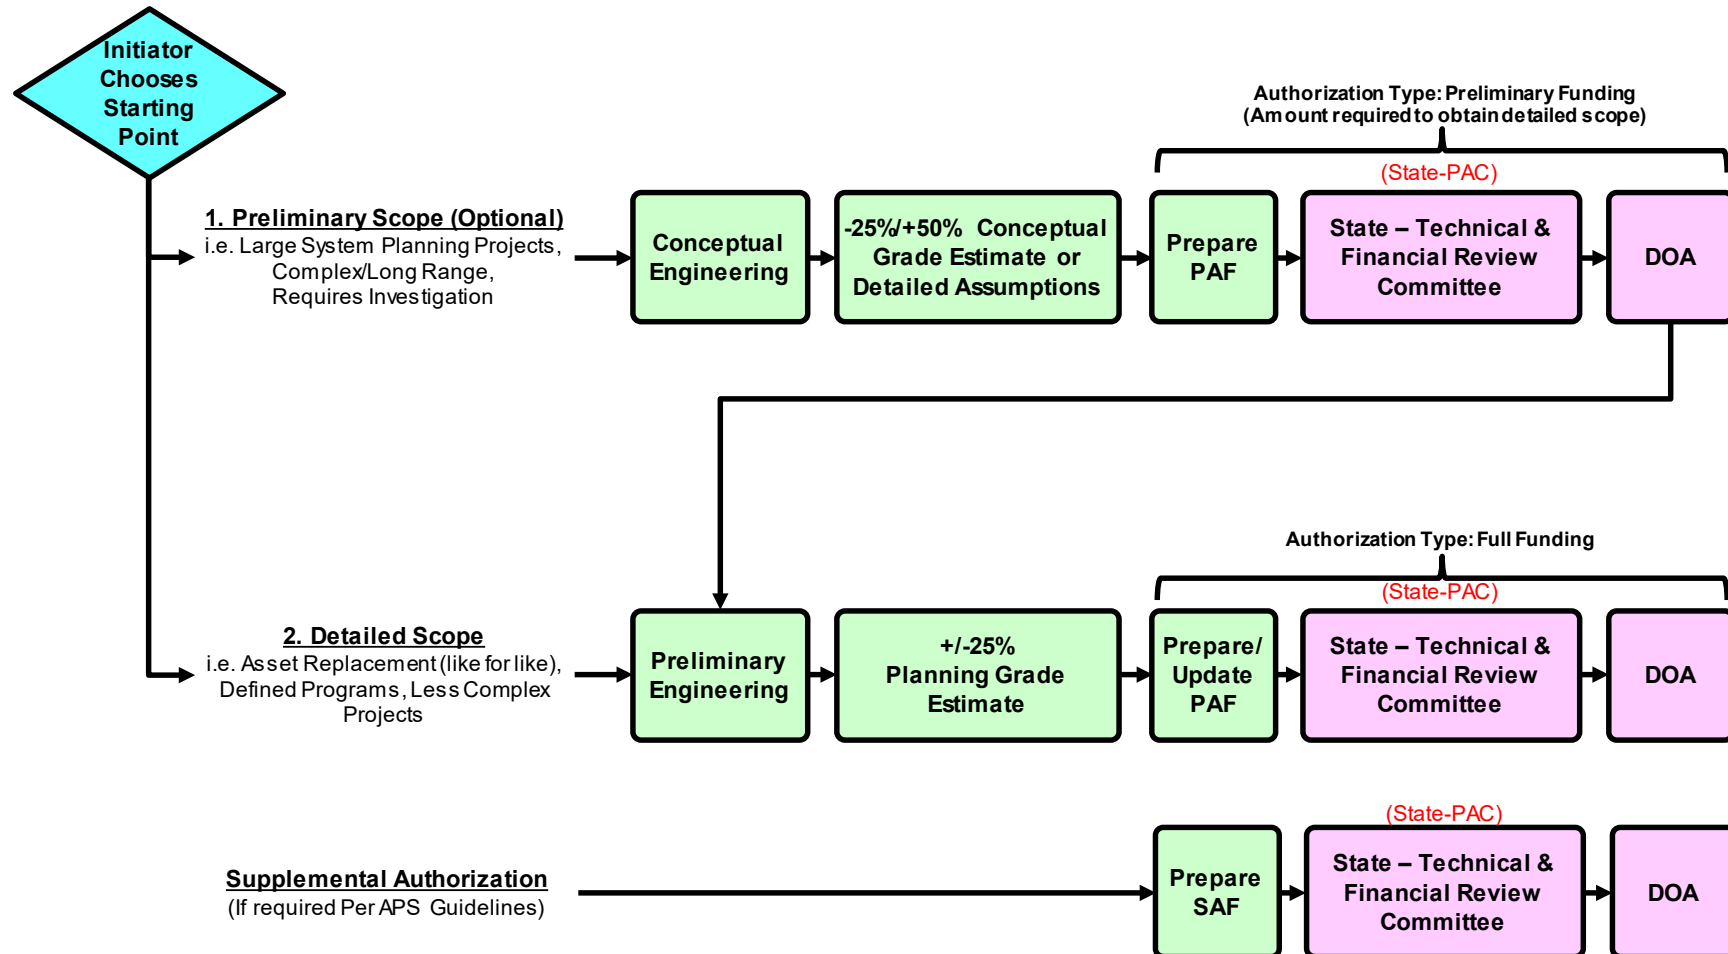 Initiator
Chooses
Starting
Point
Authorization Type: Preliminary Funding
(Amount required to obtain detailed scope)
(State-PAC)
1. Preliminary Scope (Optional)
i.e. Large System Planning Projects,
Complex/Long Range,
Requires Investigation
Conceptual
Engineering
-25%/+50% Conceptual
Grade Estimate or
Detailed Assumptions
Prepare
PAF
State – Technical &
Financial Review
Committee
DOA
Authorization Type: Full Funding
(State-PAC)
2. Detailed Scope
i.e. Asset Replacement (like for like),
Defined Programs, Less Complex
Projects
Preliminary
Engineering
+/-25%
Planning Grade
Estimate
Prepare/
Update
PAF
State – Technical &
Financial Review
Committee
DOA
(State-PAC)
Supplemental Authorization
(If required Per APS Guidelines)
Prepare
SAF
State – Technical &
Financial Review
Committee
DOA